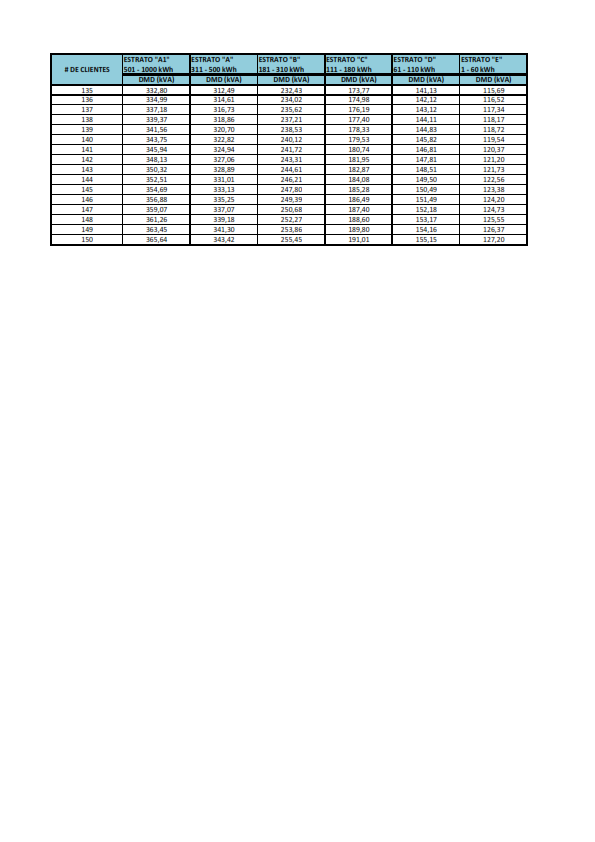 # DE CLIENTES ESTRATO "A1" ESTRATO "A" ESTRATO "B" ESTRATO "C" ESTRATO "D" ESTRATO "E"
501 - 1000 kWh 311 - 500 kWh 181 - 310 kWh 111 - 180 kWh 61 - 110 kWh 1 - 60 kWh
DMD (kVA) DMD (kVA) DMD (kVA) DMD (kVA) DMD (kVA) DMD (kVA)
135 332,80 312,49 232,43 173,77 141,13 115,69
136 334,99 314,61 234,02 174,98 142,12 116,52
137 337,18 316,73 235,62 176,19 143,12 117,34
138 339,37 318,86 237,21 177,40 144,11 118,17
139 341,56 320,70 238,53 178,33 144,83 118,72
140 343,75 322,82 240,12 179,53 145,82 119,54
141 345,94 324,94 241,72 180,74 146,81 120,37
142 348,13 327,06 243,31 181,95 147,81 121,20
143 350,32 328,89 244,61 182,87 148,51 121,73
144 352,51 331,01 246,21 184,08 149,50 122,56
145 354,69 333,13 247,80 185,28 150,49 123,38
146 356,88 335,25 249,39 186,49 151,49 124,20
147 359,07 337,07 250,68 187,40 152,18 124,73
148 361,26 339,18 252,27 188,60 153,17 125,55
149 363,45 341,30 253,86 189,80 154,16 126,37
150 365,64 343,42 255,45 191,01 155,15 127,20